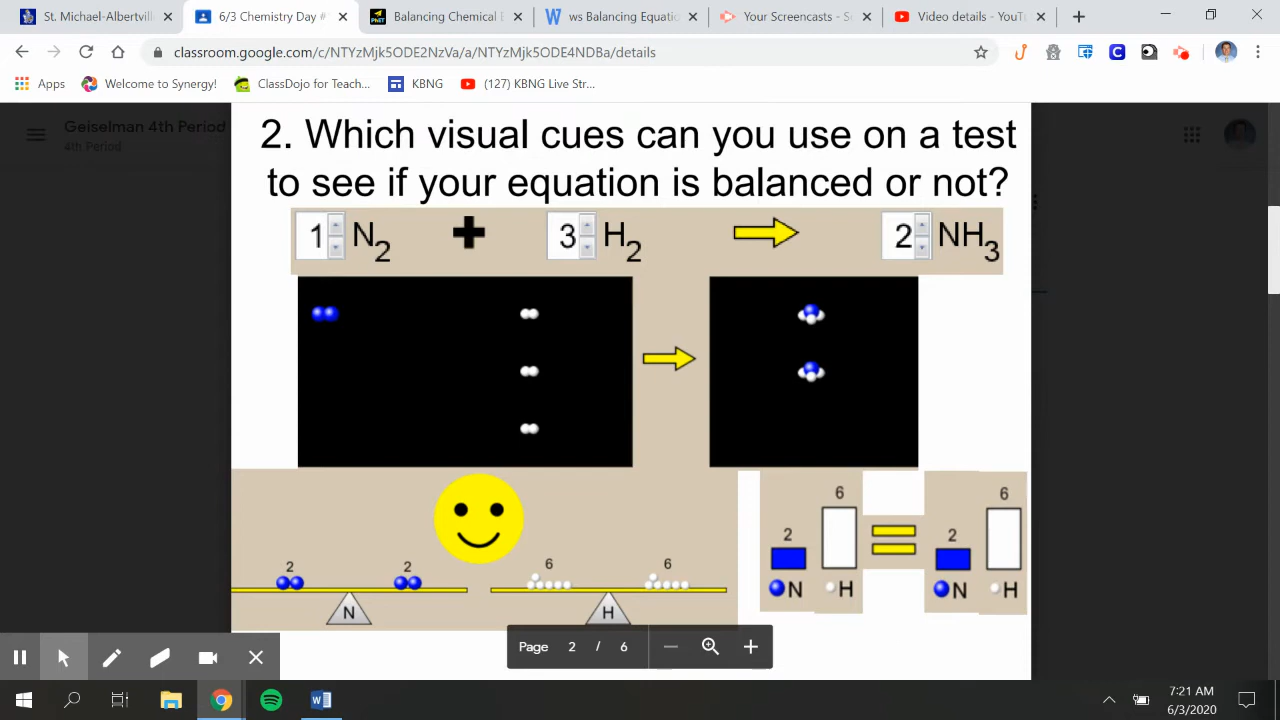 St. Michael-Albertvill
6/3 Chemistry Day #
Balancing Chemical E
ws Balancing Equatio
Your Screencasts - Sc
Video details - YouTu
classroom.google.com/c/NTYzMjk5ODE2NzVa/a/NTYzMjk5ODE4NDBa/details
Apps
Welcome to Synergy!
ClassDojo for Teach...
KBNG
(127) KBNG Live Str...
Geiselman 4th Period
4th Period
2. Which visual cues can you use on a test
to see if your equation is balanced or not?
1 N2 + 3 H2 → 2 NH3
2 2 6 6
N H
2 6 = 2 6
N H N H
Page 2 / 6
7:21 AM
6/3/2020